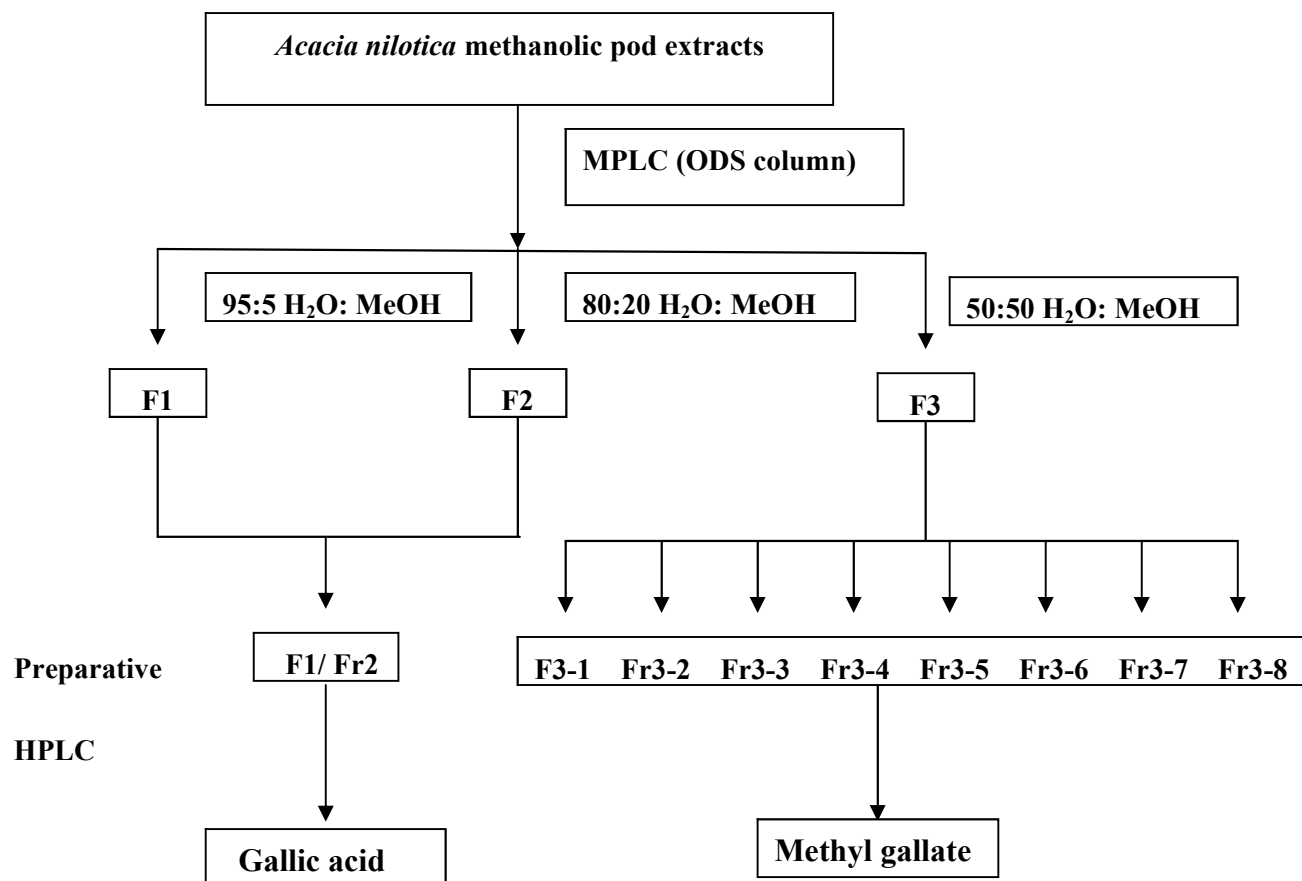 Acacia nilotica methanolic pod extracts
MPLC (ODS column)
95:5 H₂O: MeOH
80:20 H₂O: MeOH
50:50 H₂O: MeOH
F1
F2
F3
Preparative
F1/ Fr2
F3-1 Fr3-2 Fr3-3 Fr3-4 Fr3-5 Fr3-6 Fr3-7 Fr3-8
HPLC
Gallic acid
Methyl gallate